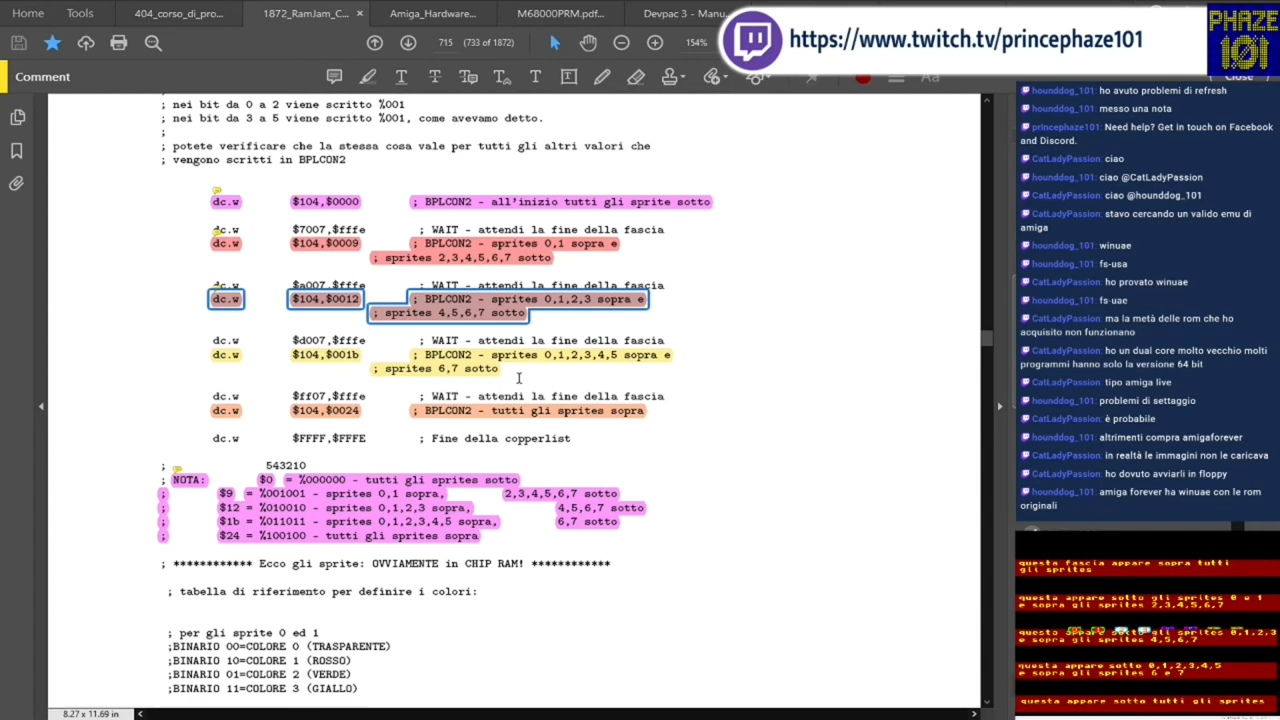 Home Tools 404_corso_di_pro... 1872_RamJam_C... × Amiga_Hardware... M68000PRM.pdf... Devpac 3 - Manu...
https://www.twitch.tv/princephaze101
PHAZE
101
715 (733 of 1872) 154%
Comment
Close
; nei bit da 0 a 2 viene scritto %001
; nei bit da 3 a 5 viene scritto %001, come avevamo detto.
;
; potete verificare che la stessa cosa vale per tutti gli altri valori che
; vengono scritti in BPLCON2
dc.w $104,$0000 ; BPLCON2 - all'inizio tutti gli sprite sotto
dc.w $7007,$fffe ; WAIT - attendi la fine della fascia
dc.w $104,$0009 ; BPLCON2 - sprites 0,1 sopra e
; sprites 2,3,4,5,6,7 sotto
dc.w $a007,$fffe ; WAIT - attendi la fine della fascia
dc.w $104,$0012 ; BPLCON2 - sprites 0,1,2,3 sopra e
; sprites 4,5,6,7 sotto
dc.w $d007,$fffe ; WAIT - attendi la fine della fascia
dc.w $104,$001b ; BPLCON2 - sprites 0,1,2,3,4,5 sopra e
; sprites 6,7 sotto
dc.w $ff07,$fffe ; WAIT - attendi la fine della fascia
dc.w $104,$0024 ; BPLCON2 - tutti gli sprites sopra
dc.w $FFFF,$FFFE ; Fine della copperlist
; 543210
; NOTA: $0 = %000000 - tutti gli sprites sotto
; $9 = %001001 - sprites 0,1 sopra, 2,3,4,5,6,7 sotto
; $12 = %010010 - sprites 0,1,2,3 sopra, 4,5,6,7 sotto
; $1b = %011011 - sprites 0,1,2,3,4,5 sopra, 6,7 sotto
; $24 = %100100 - tutti gli sprites sopra
; ************ Ecco gli sprite: OVVIAMENTE in CHIP RAM! ************
; tabella di riferimento per definire i colori:
; per gli sprite 0 ed 1
;BINARIO 00=COLORE 0 (TRASPARENTE)
;BINARIO 10=COLORE 1 (ROSSO)
;BINARIO 01=COLORE 2 (VERDE)
;BINARIO 11=COLORE 3 (GIALLO)
8.27 x 11.69 in
hounddog_101: ho avuto problemi di refresh
hounddog_101: messo una nota
princephaze101: Need help? Get in touch on Facebook
and Discord.
CatLadyPassion: ciao
hounddog_101: ciao @CatLadyPassion
CatLadyPassion: ciao @hounddog_101
CatLadyPassion: stavo cercando un valido emu di
amiga
hounddog_101: winuae
hounddog_101: fs-usa
CatLadyPassion: ho provato winuae
hounddog_101: fs-uae
CatLadyPassion: ma la metà delle rom che ho
acquisito non funzionano
CatLadyPassion: ho un dual core molto vecchio molti
programmi hanno solo la versione 64 bit
CatLadyPassion: tipo amiga live
hounddog_101: problemi di settaggio
CatLadyPassion: è probabile
hounddog_101: altrimenti compra amigaforever
CatLadyPassion: in realtà le immagini non le caricava
CatLadyPassion: ho dovuto avviarli in floppy
hounddog_101: amiga forever ha winuae con le rom
originali
questa fascia appare sopra tutti
gli sprites
questa appare sotto gli sprites 0 e 1
e sopra gli sprites 2,3,4,5,6,7
questo appare sotto gli sprites 0,1,2,3
e sopra gli sprites 4,5,6,7
questa appare sotto 0,1,2,3,4,5
e sopra gli sprites 6 e 7
questa appare sotto tutti gli sprites